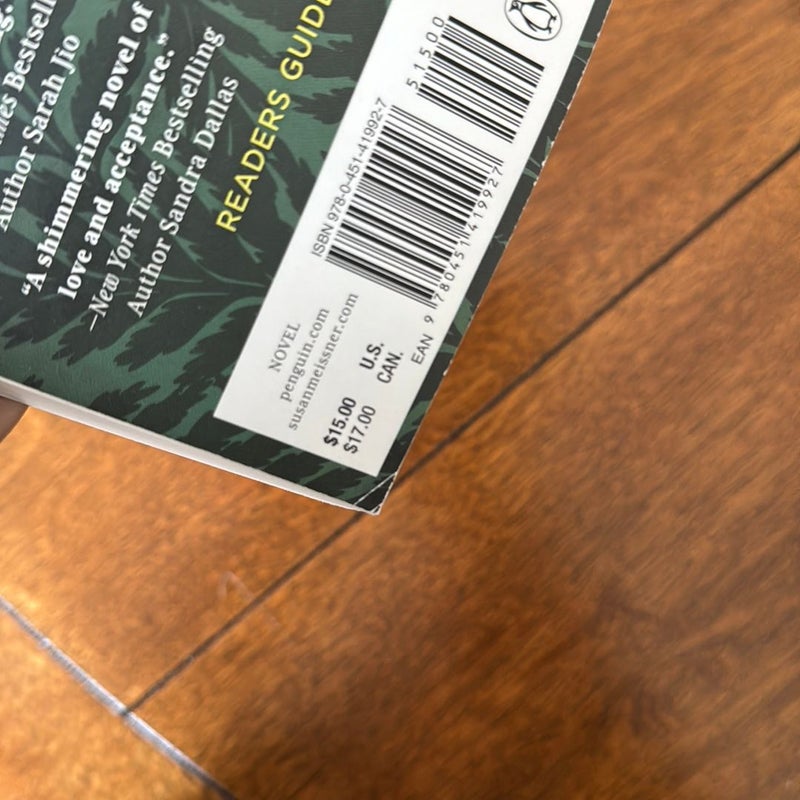 Times Bestselling
Author Sarah Jio
“A shimmering novel of
love and acceptance.”
—New York Times Bestselling
Author Sandra Dallas
READERS GUIDE
51500
ISBN 978-0-451-41992-7
9 780451 419927
EAN
NOVEL
penguin.com
susanmeissner.com
$15.00 U.S.
$17.00 CAN.